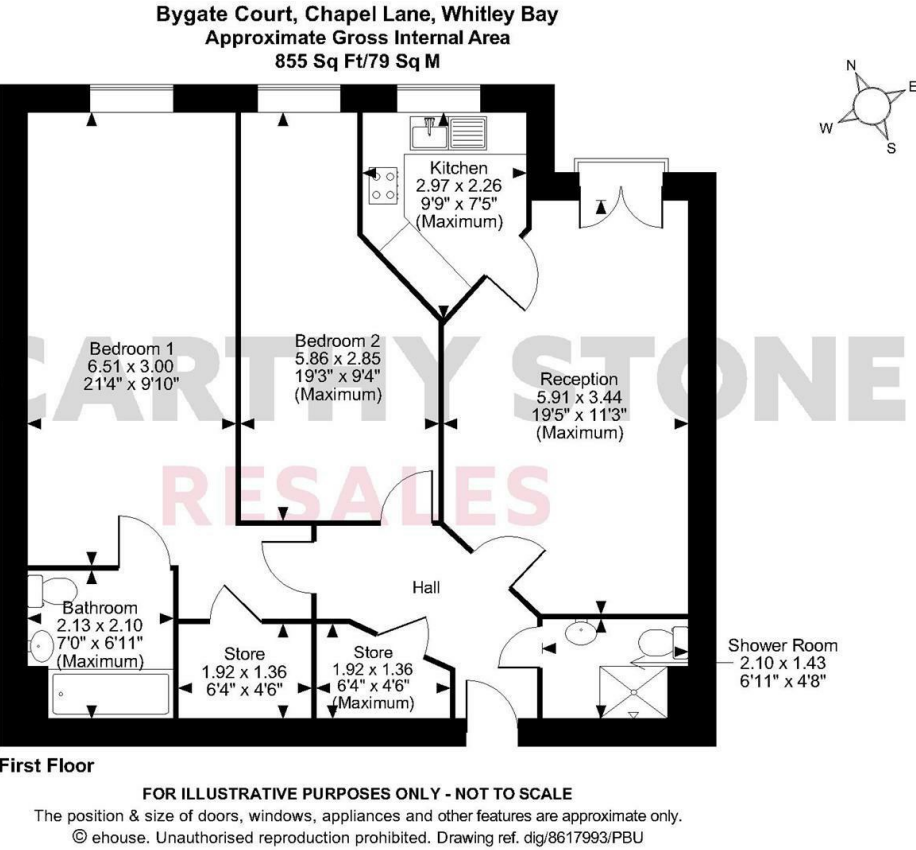 Bygate Court, Chapel Lane, Whitley Bay
Approximate Gross Internal Area
855 Sq Ft/79 Sq M
N
E
W
S
Kitchen
2.97 x 2.26
9'9" x 7'5"
(Maximum)
Bedroom 1
6.51 x 3.00
21'4" x 9'10"
Bedroom 2
5.86 x 2.85
19'3" x 9'4"
(Maximum)
Reception
5.91 x 3.44
19'5" x 11'3"
(Maximum)
CARTHY STONE
RESALES
Hall
Bathroom
2.13 x 2.10
7'0" x 6'11"
(Maximum)
Store
1.92 x 1.36
6'4" x 4'6"
Store
1.92 x 1.36
6'4" x 4'6"
(Maximum)
Shower Room
2.10 x 1.43
6'11" x 4'8"
First Floor
FOR ILLUSTRATIVE PURPOSES ONLY - NOT TO SCALE
The position & size of doors, windows, appliances and other features are approximate only.
© ehouse. Unauthorised reproduction prohibited. Drawing ref. dig/8617993/PBU